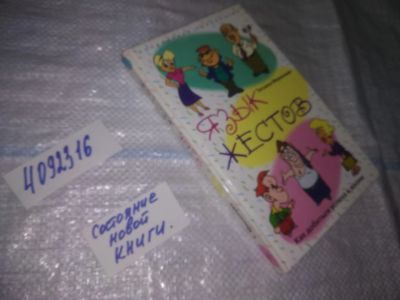 ЯЗЫК
ЖЕСТОВ
4092316
состояние
новой
книги.